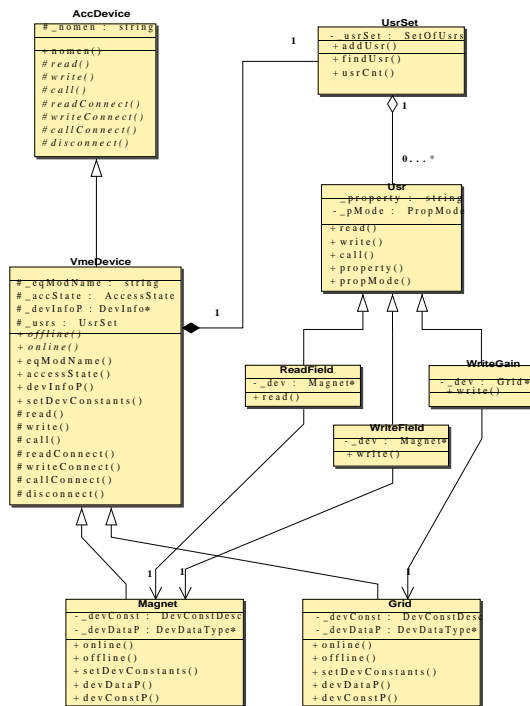 AccDevice
# _nomen : string
+ nomen()
# read()
# write()
# call()
# readConnect()
# writeConnect()
# callConnect()
# disconnect()
UsrSet
- _usrSet : SetOfUsrs
+ addUsr()
+ findUsr()
+ usrCnt()
1
1
0...*
Usr
- _property : string
- _pMode : PropMode
+ read()
+ write()
+ call()
+ property()
+ propMode()
VmeDevice
# _eqModName : string
# _accState : AccessState
# _devInfoP : DevInfo*
# _usrs : UsrSet
+ offline()
+ online()
+ eqModName()
+ accessState()
+ devInfoP()
+ setDevConstants()
# read()
# write()
# call()
# readConnect()
# writeConnect()
# callConnect()
# disconnect()
1
ReadField
- _dev : Magnet*
+ read()
WriteGain
- _dev : Grid*
+ write()
WriteField
- _dev : Magnet*
+ write()
1
1
1
Magnet
- _devConst : DevConstDesc
- _devDataP : DevDataType*
+ online()
+ offline()
+ setDevConstants()
+ devDataP()
+ devConstP()
Grid
- _devConst : DevConstDesc
- _devDataP : DevDataType*
+ online()
+ offline()
+ setDevConstants()
+ devDataP()
+ devConstP()